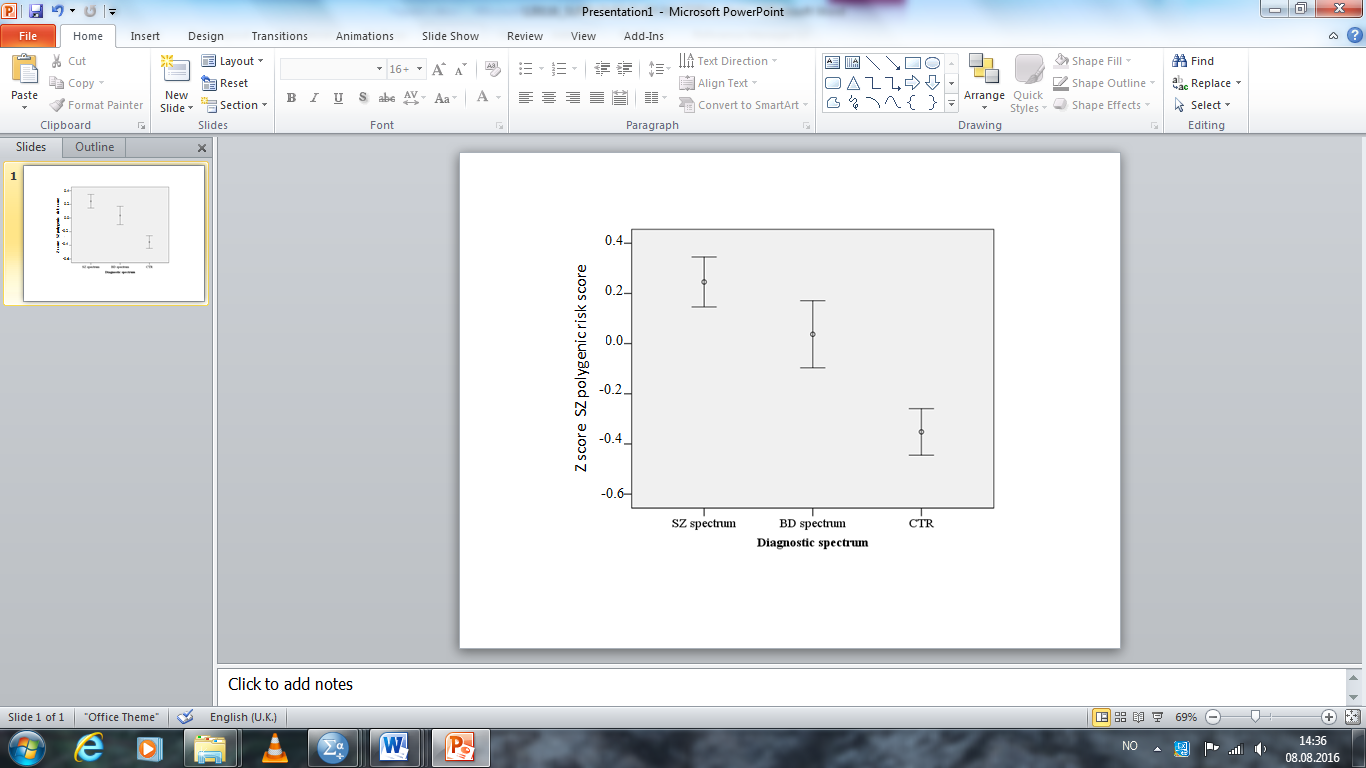 Presentation1 - Microsoft PowerPoint
File Home Insert Design Transitions Animations Slide Show Review View Add-Ins
Paste
Cut
Copy
Format Painter
Clipboard
New Slide
Layout
Reset
Section
Slides
16+
B I U S abc AV Aa A
Font
Text Direction
Align Text
Convert to SmartArt
Paragraph
Arrange
Quick Styles
Shape Fill
Shape Outline
Shape Effects
Drawing
Find
Replace
Select
Editing
Slides Outline
1
Z score SZ polygenic risk score
0.4
0.2
0.0
-0.2
-0.4
-0.6
SZ spectrum BD spectrum CTR
Diagnostic spectrum
Click to add notes
Slide 1 of 1 "Office Theme" English (U.K.) 69%
NO 14:36
08.08.2016